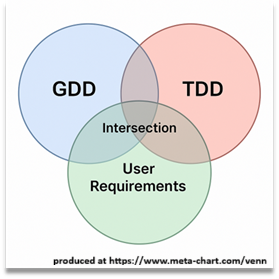 GDD
TDD
Intersection
User
Requirements
produced at https://www.meta-chart.com/venn